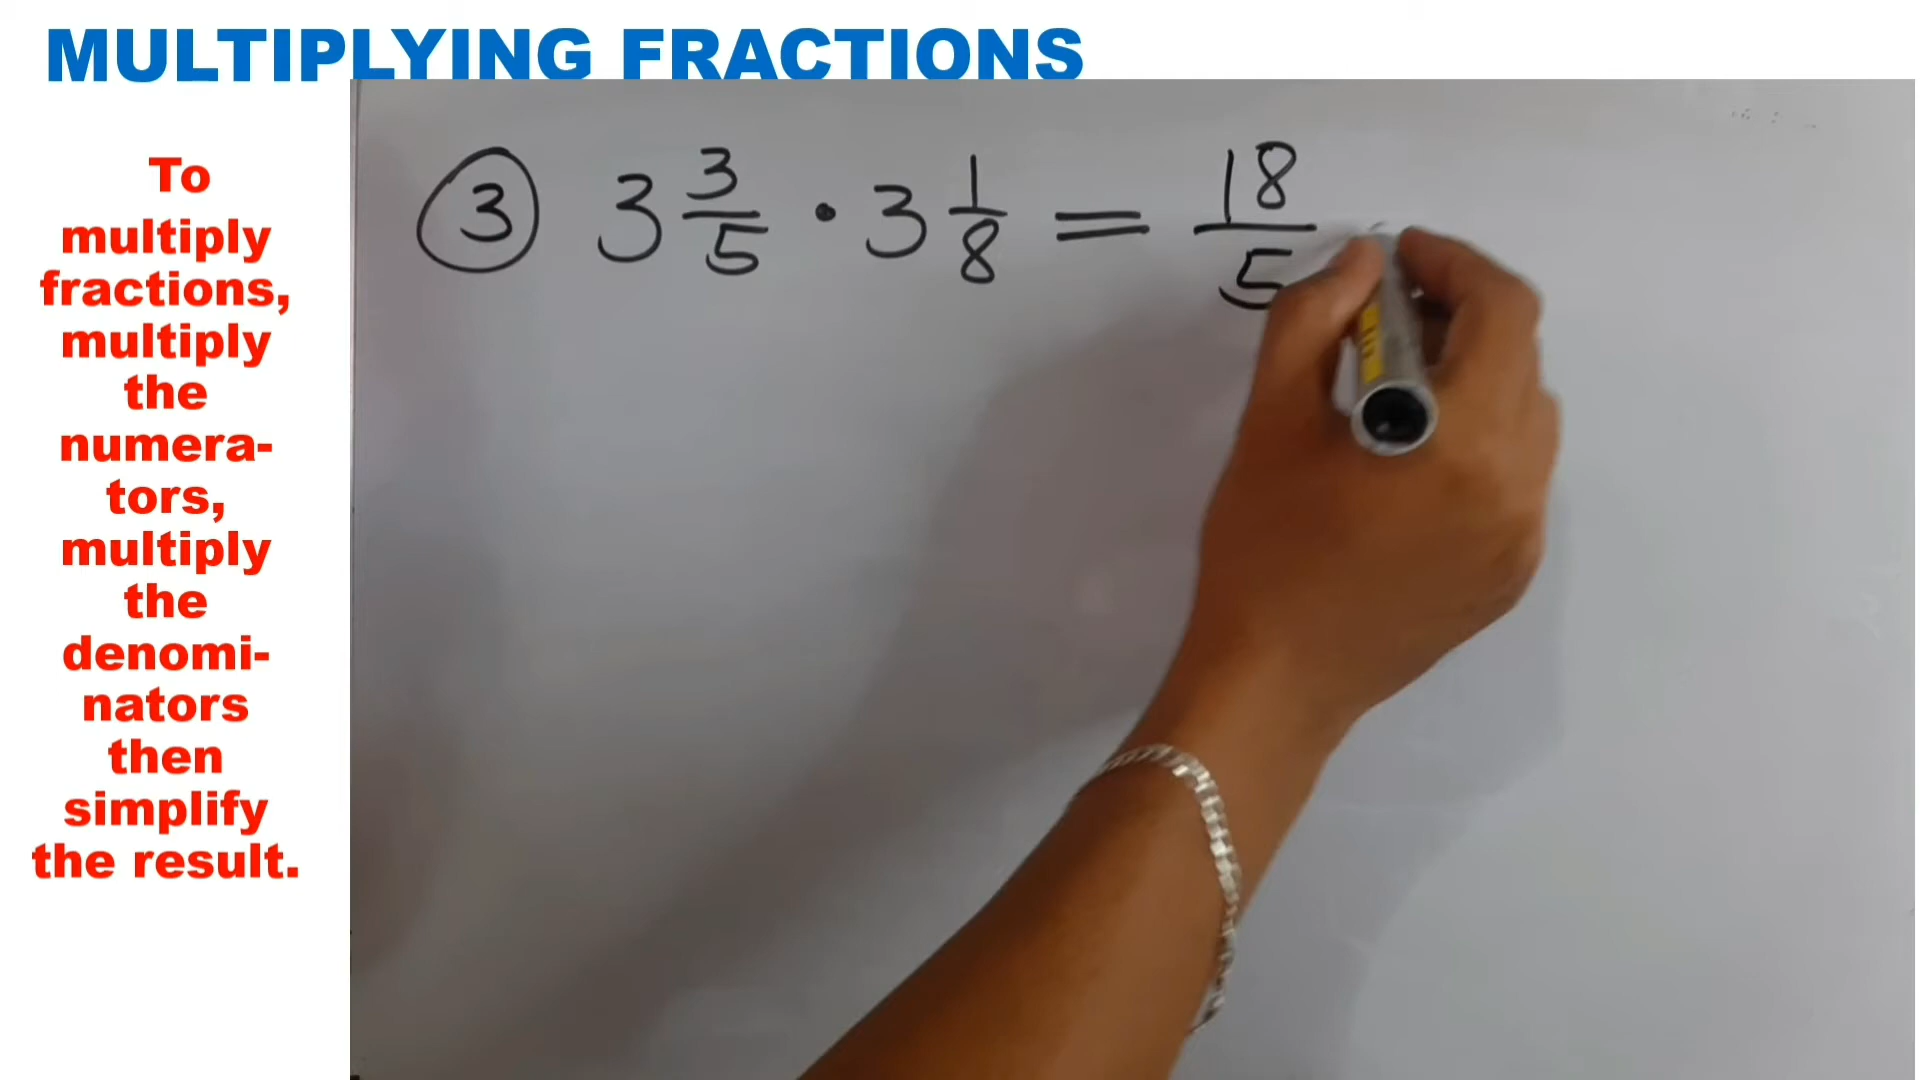 MULTIPLYING FRACTIONS
To
multiply
fractions,
multiply
the
numera-
tors,
multiply
the
denomi-
nators
then
simplify
the result.
③ 3 3/5 · 3 1/8 = 18/5